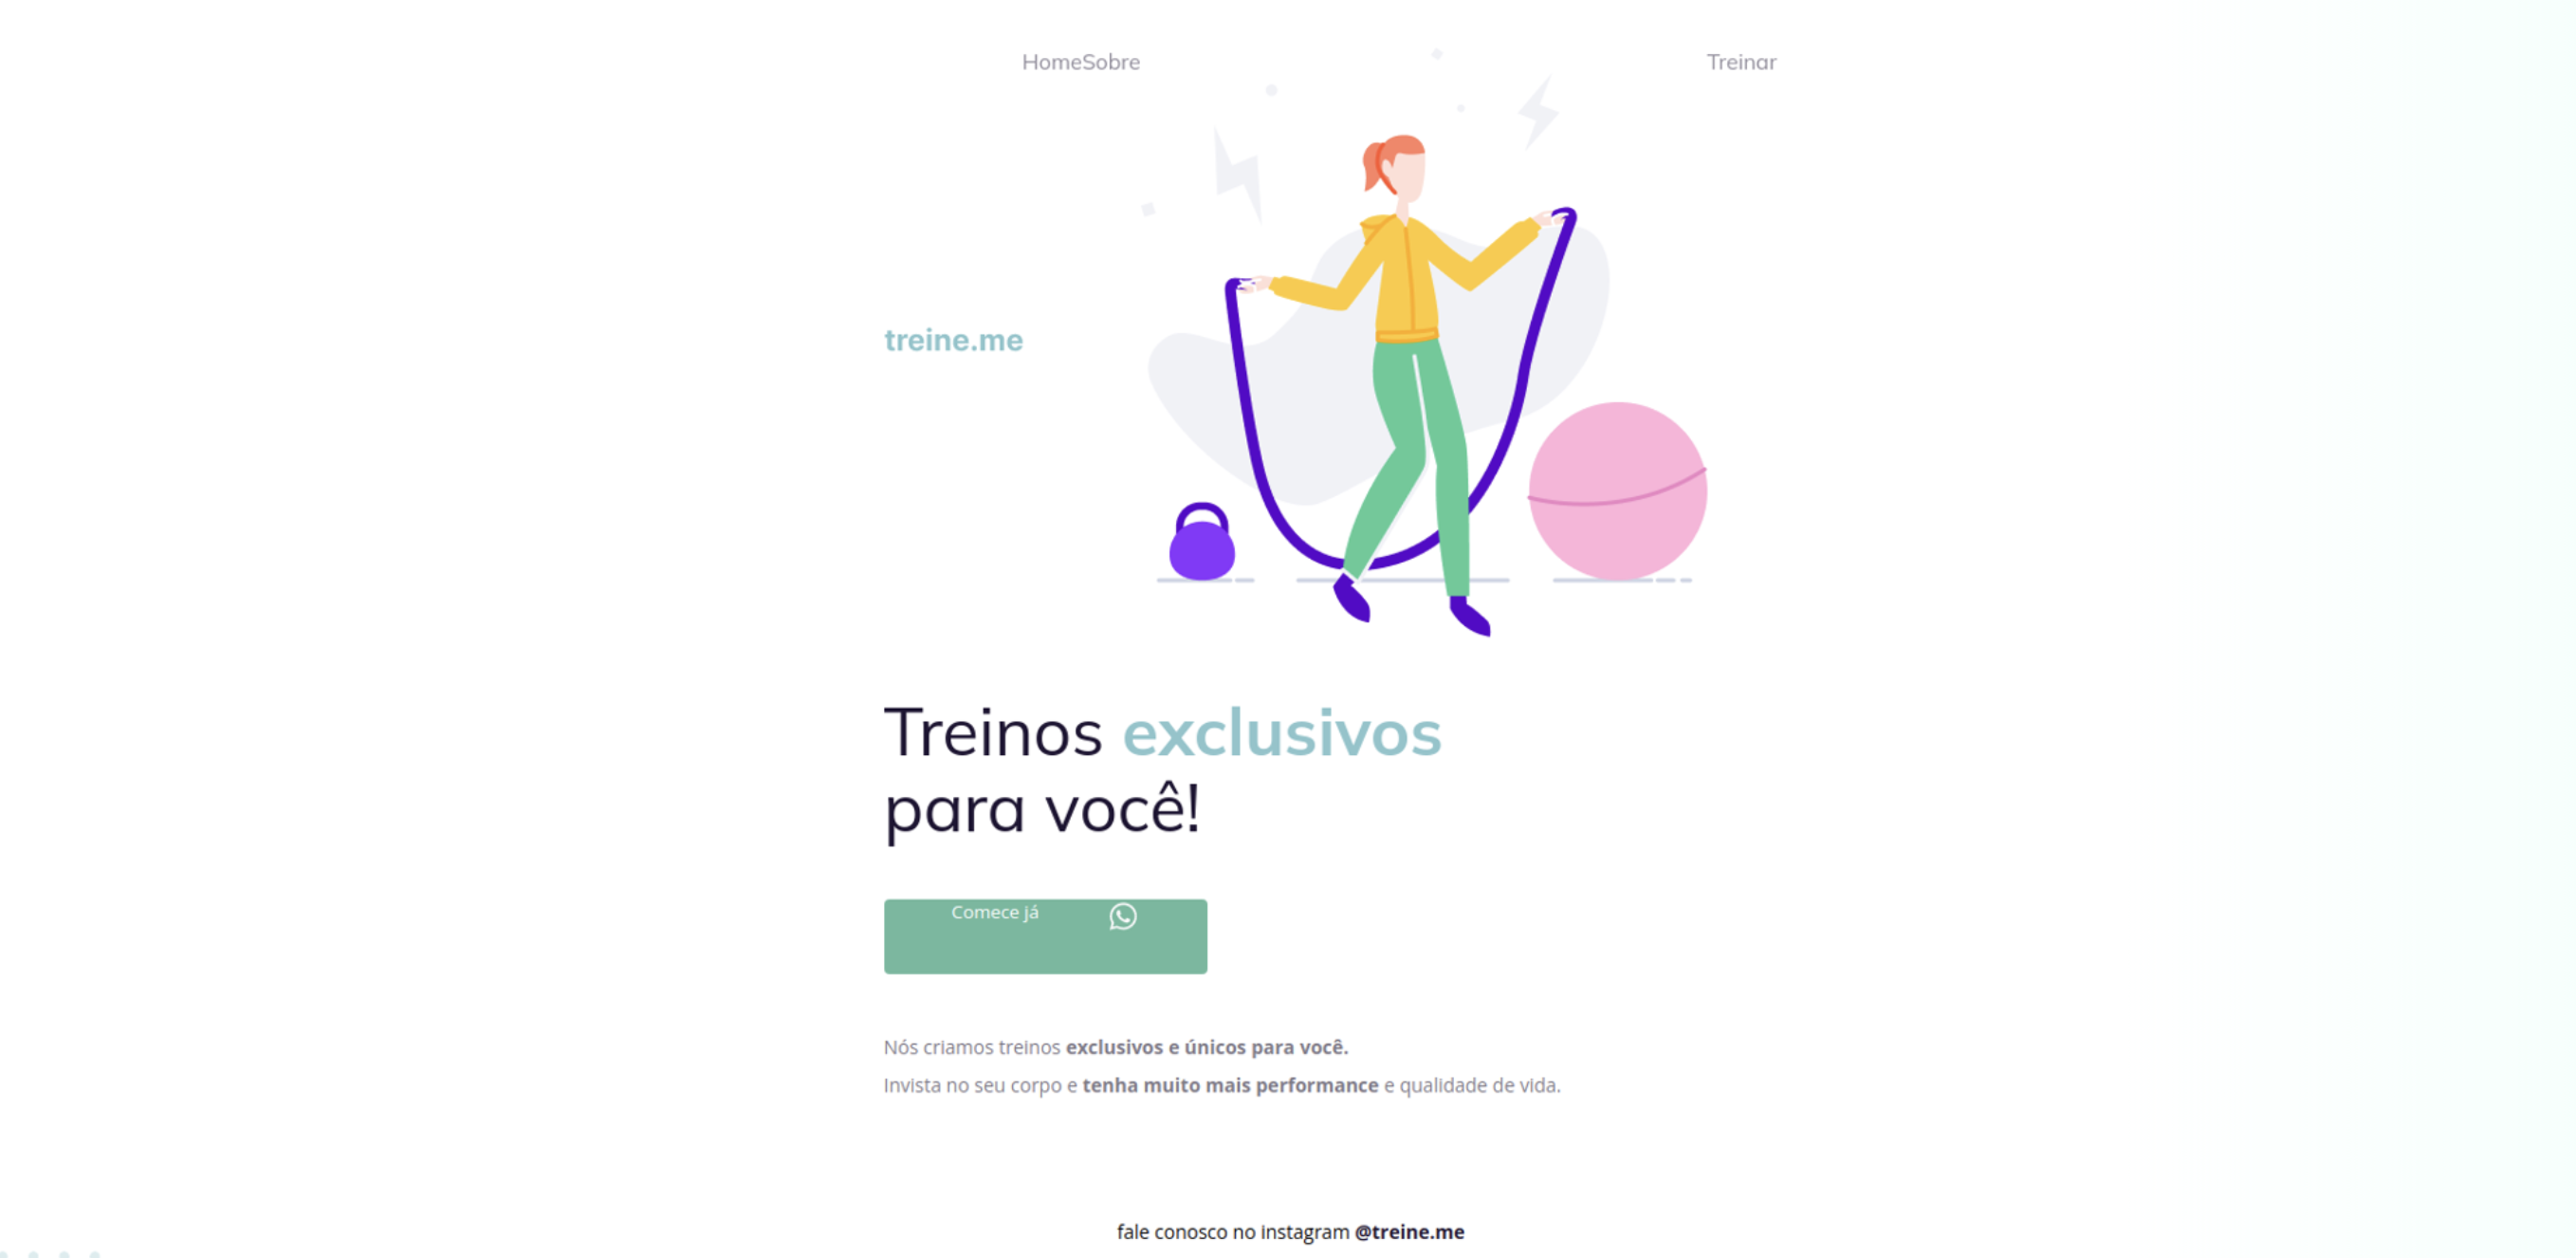 HomeSobre
Treinar
treine.me
Treinos exclusivos
para você!
Comece já
Nós criamos treinos exclusivos e únicos para você.
Invista no seu corpo e tenha muito mais performance e qualidade de vida.
fale conosco no instagram @treine.me